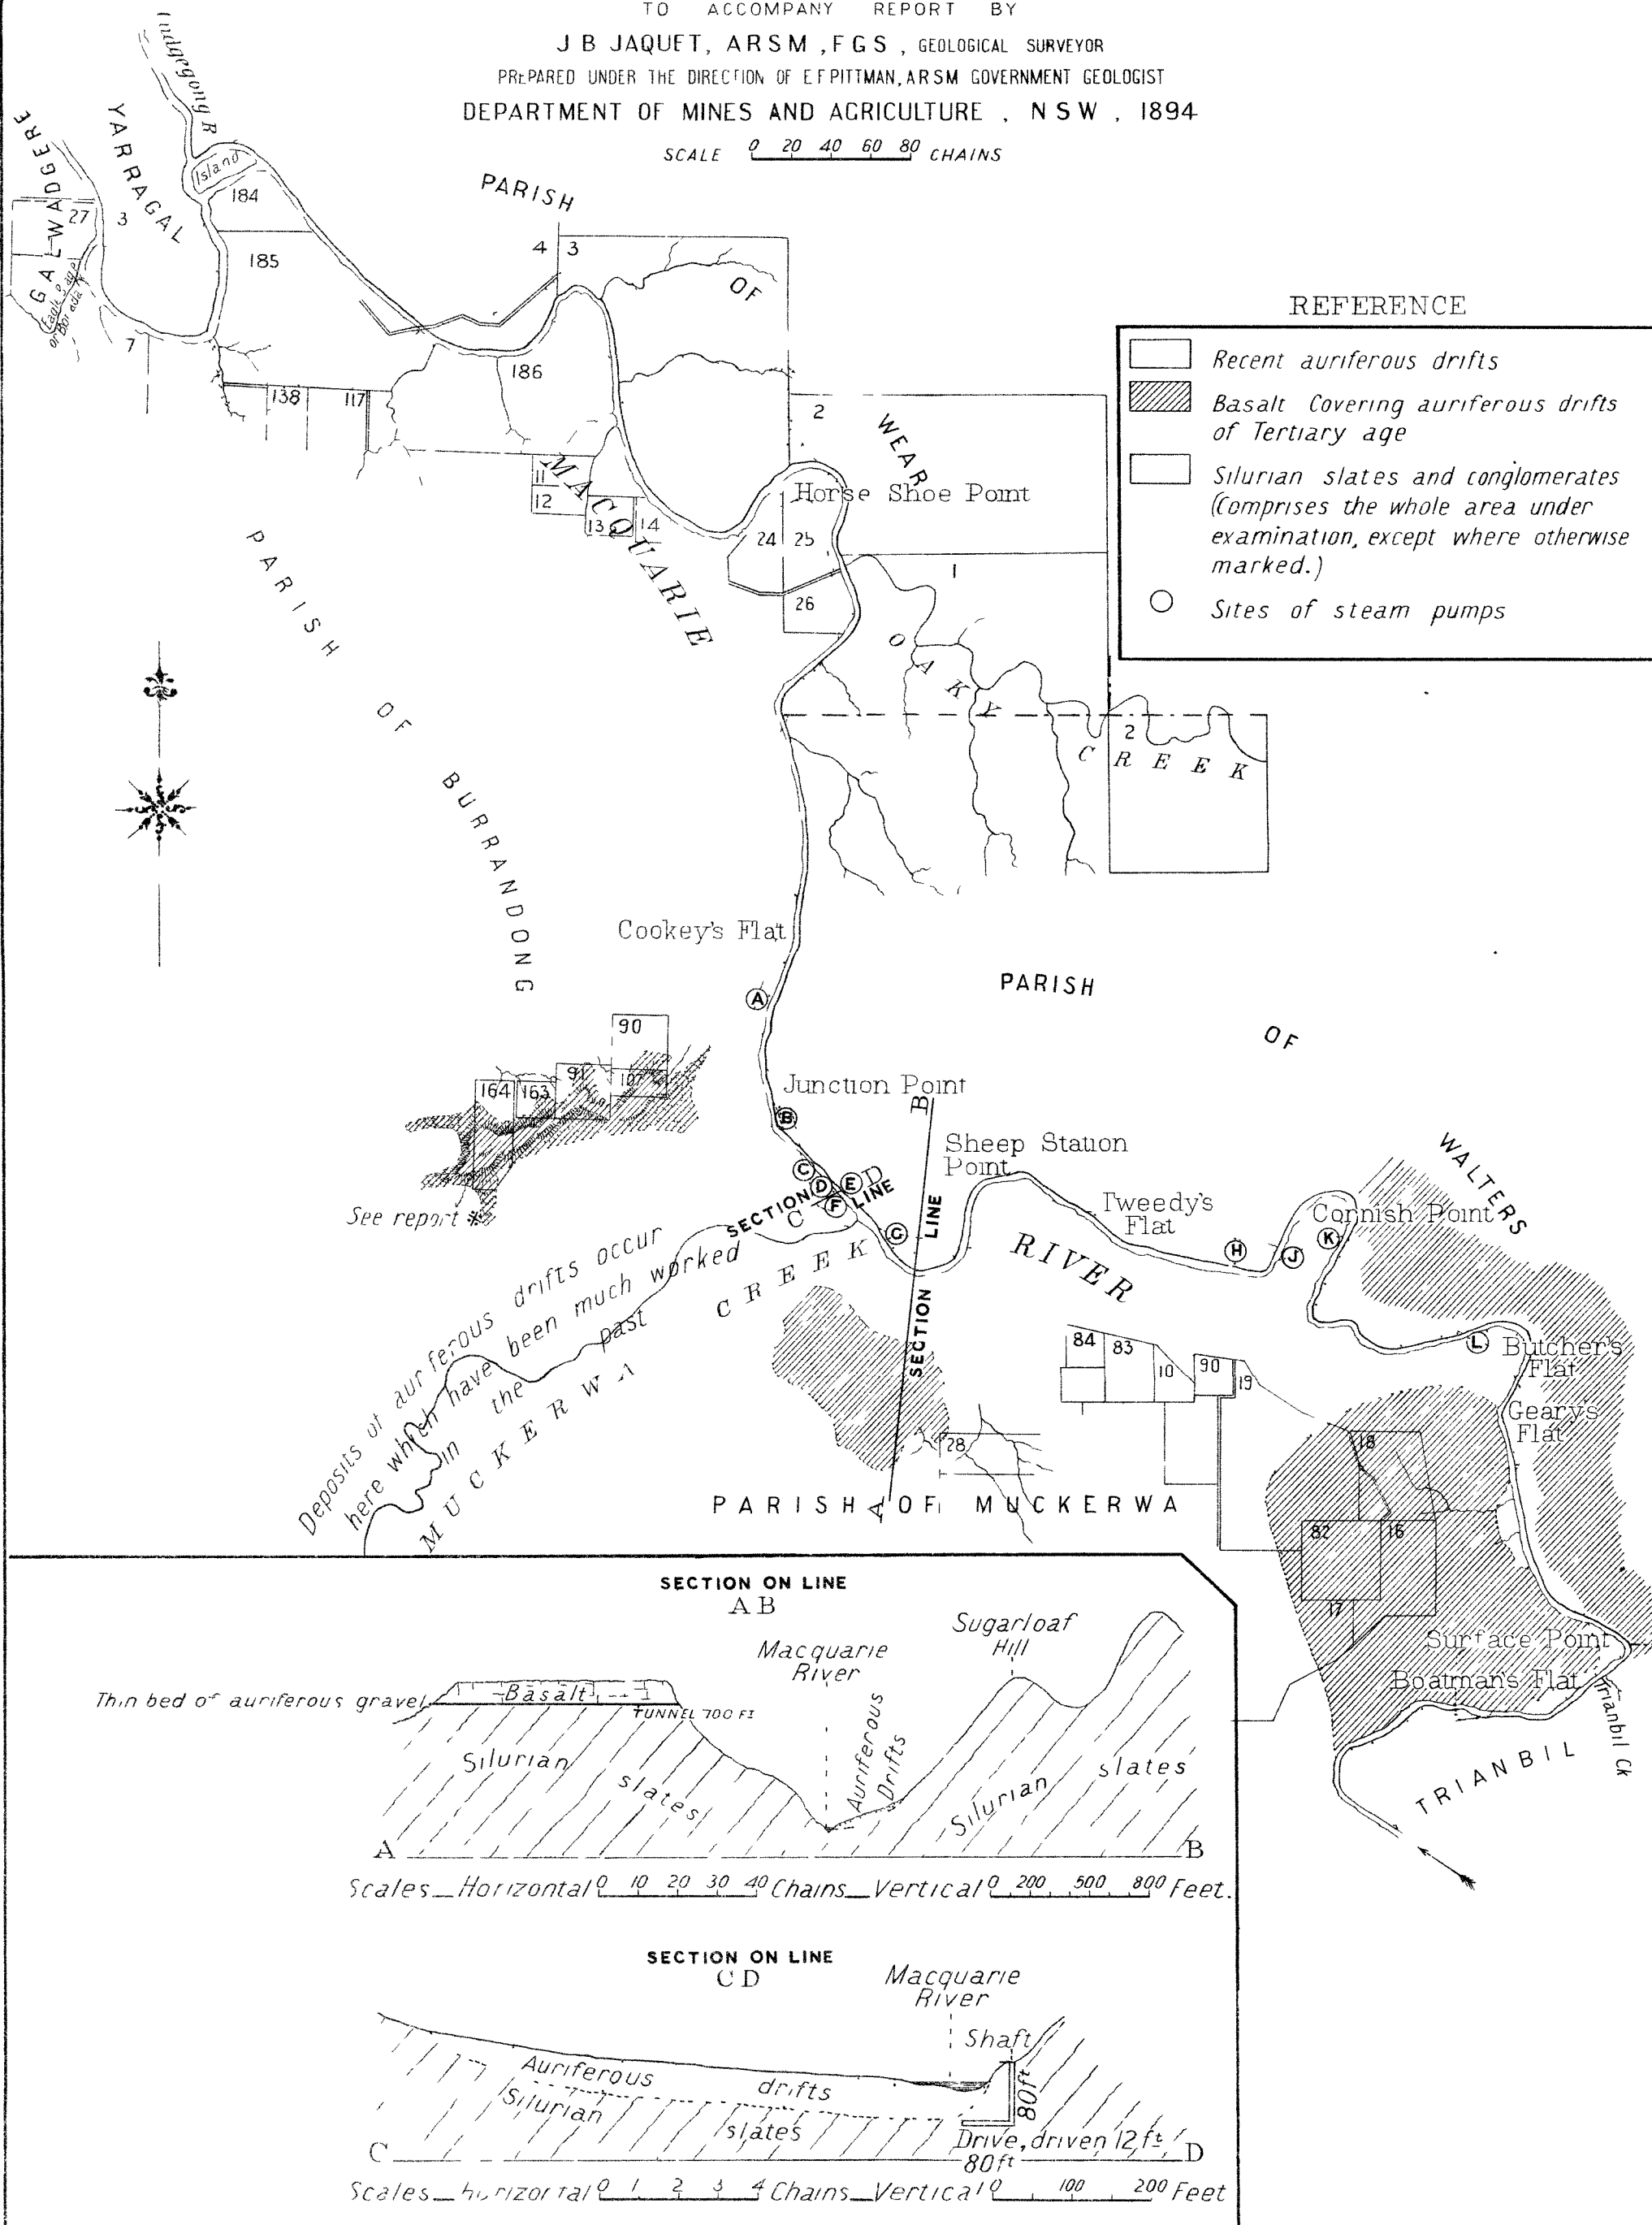 TO ACCOMPANY REPORT BY
J B JAQUET, ARSM, FGS, GEOLOGICAL SURVEYOR
PREPARED UNDER THE DIRECTION OF E F PITTMAN, ARSM GOVERNMENT GEOLOGIST
DEPARTMENT OF MINES AND AGRICULTURE , NSW , 1894
SCALE 0 20 40 60 80 CHAINS
REFERENCE
Recent auriferous drifts
Basalt Covering auriferous drifts
of Tertiary age
Silurian slates and conglomerates
(Comprises the whole area under
examination, except where otherwise
marked.)
Sites of steam pumps
GALWADGERE
YARRAGAL
Island
27
3
184
185
7
138
117
186
PARISH
OF
WEAR
4
3
2
11
12
13
14
MACQUARIE
Horse Shoe Point
24
25
26
1
OAKY
CREEK
2
PARISH
OF
BURRANDONG
Cookey's Flat
A
PARISH
OF
WALTERS
90
91
107
164
163
See report *
Junction Point
B
B
Sheep Station
Point
C
D
E
F
G
SECTION LINE
C
D
SECTION LINE
Tweedy's
Flat
RIVER
H
J
K
Cornish Point
L
Butcher's
Flat
Geary's
Flat
84
83
10
90
19
18
82
16
17
28
Surface Point
Boatman's Flat
Trianbil Ck
TRIANBIL
Deposits of auriferous drifts occur
here which have been much worked
in the past
MUCKERWA
CREEK
PARISH OF MUCKERWA
A
SECTION ON LINE
A B
Macquarie
River
Sugarloaf
Hill
Thin bed of auriferous gravel
Basalt
TUNNEL 700 FT
Auriferous
Drifts
Silurian
slates
Silurian
slates
A
B
Scales_Horizontal 0 10 20 30 40 Chains_Vertical 0 200 500 800 Feet.
SECTION ON LINE
C D
Macquarie
River
Shaft
80ft
Auriferous drifts
Silurian slates
Drive, driven 12 ft
80ft
C
D
Scales_horizontal 0 1 2 3 4 Chains_Vertical 0 100 200 Feet